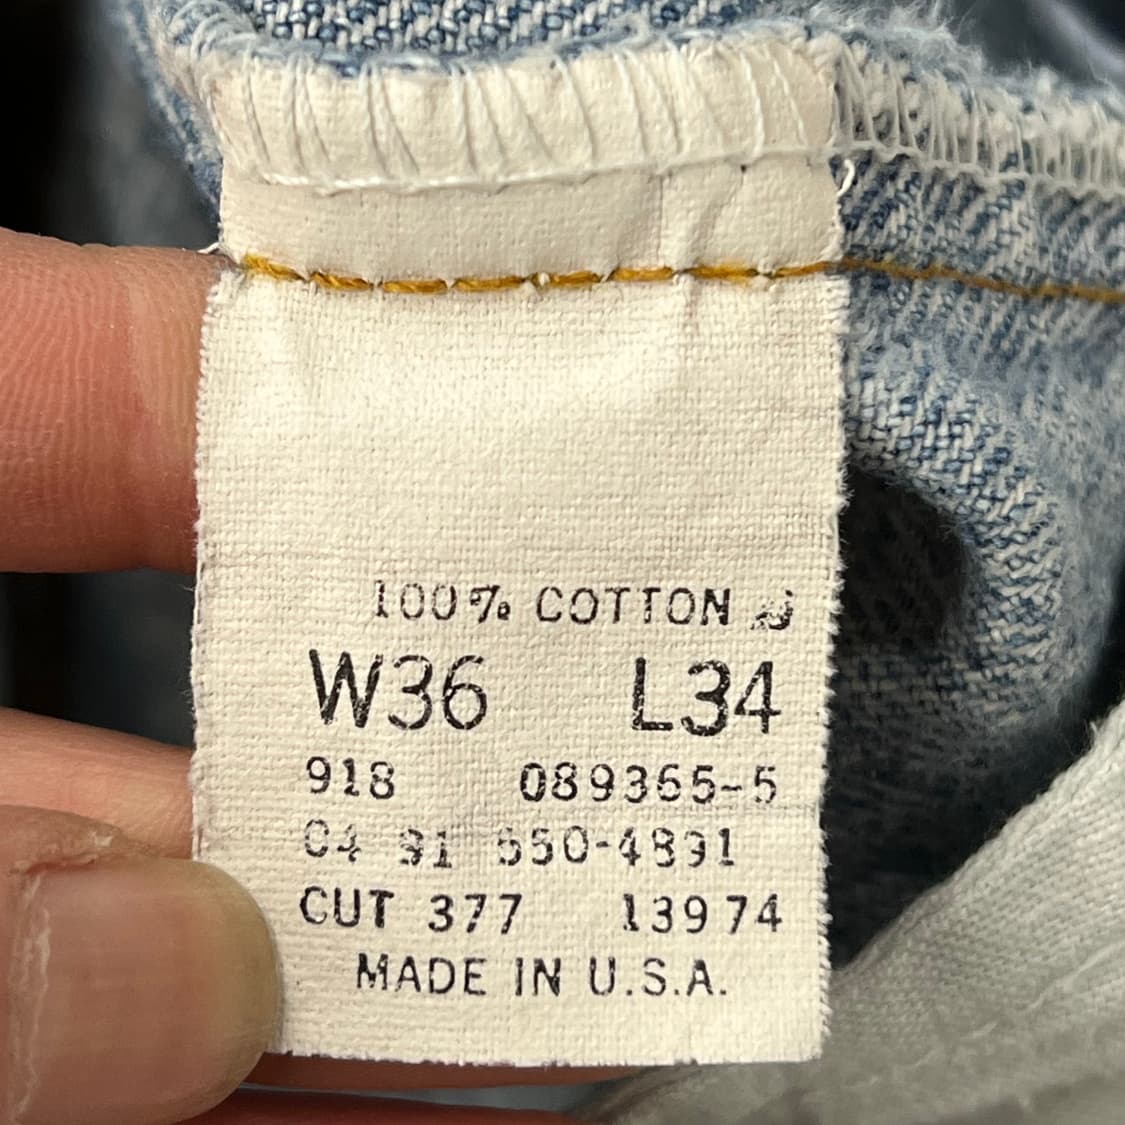 100% COTTON
W36 L34
918 089365-5
04 91 550-4891
CUT 377 13974
MADE IN U.S.A.